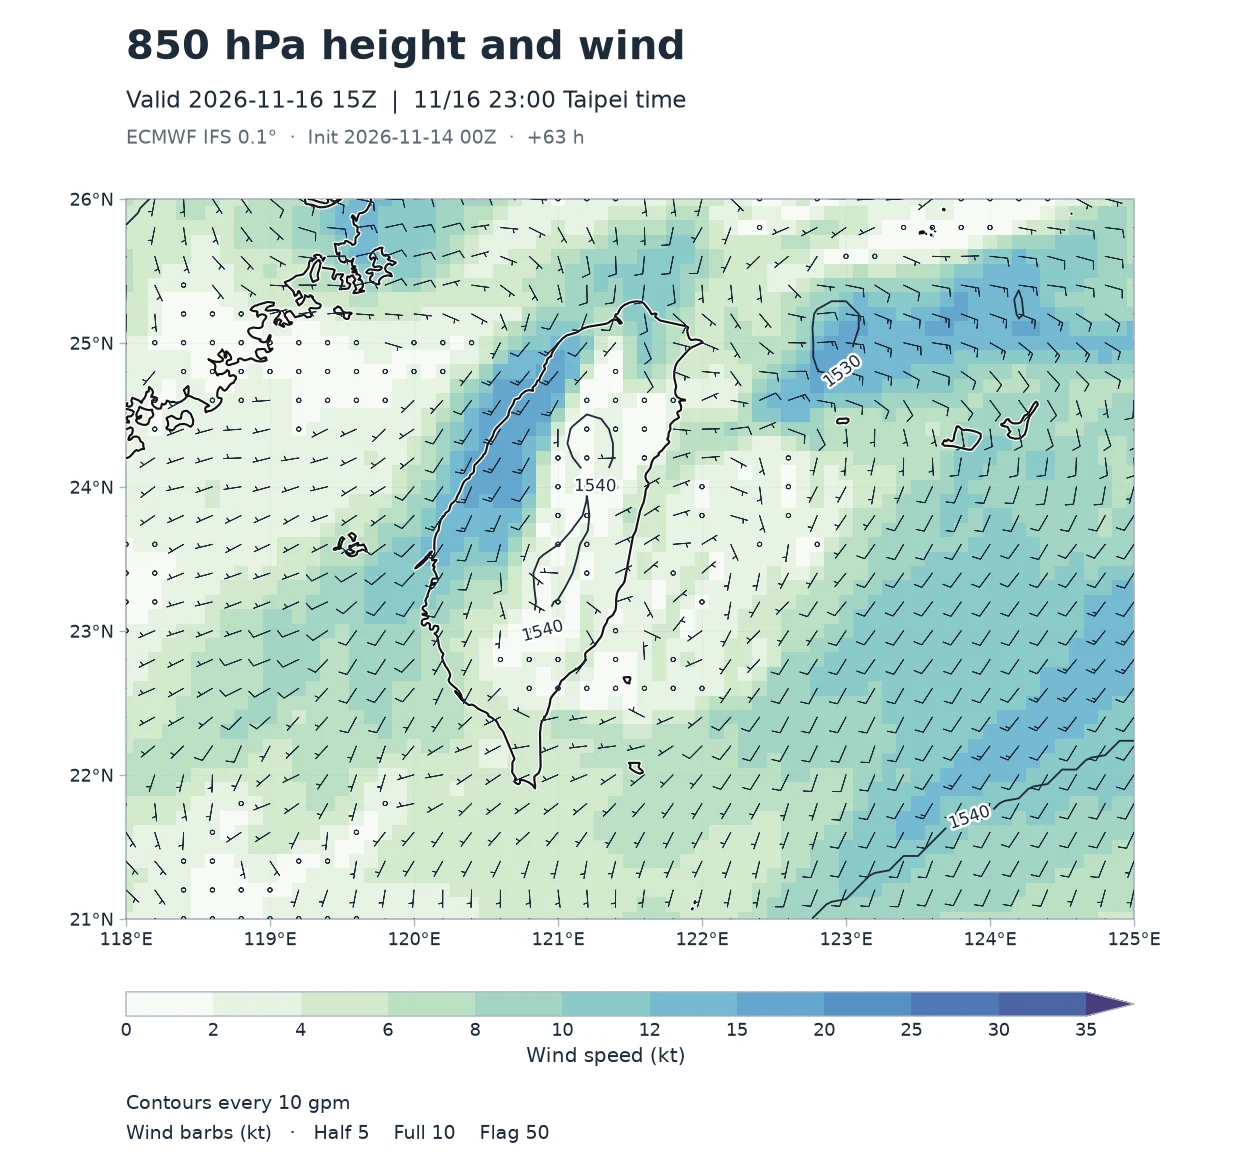 850 hPa height and wind
Valid 2026-11-16 15Z | 11/16 23:00 Taipei time
ECMWF IFS 0.1° · Init 2026-11-14 00Z · +63 h
26°N
25°N
1530
1540
24°N
1540
23°N
22°N
1540
21°N
118°E 119°E 120°E 121°E 122°E 123°E 124°E 125°E
0 2 4 6 8 10 12 15 20 25 30 35
Wind speed (kt)
Contours every 10 gpm
Wind barbs (kt) · Half 5 Full 10 Flag 50